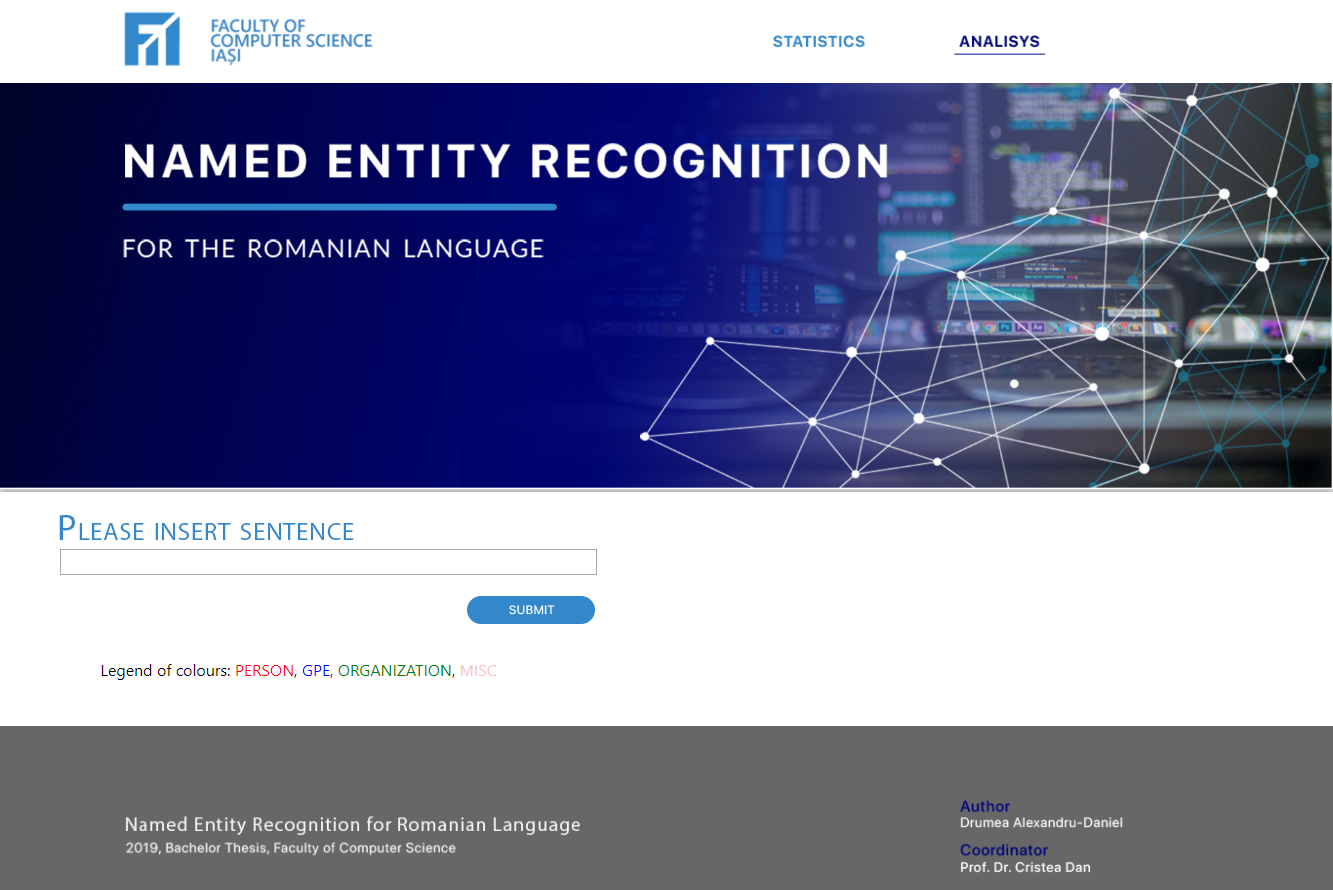 FACULTY OF
COMPUTER SCIENCE
IAȘI
STATISTICS
ANALISYS
NAMED ENTITY RECOGNITION
FOR THE ROMANIAN LANGUAGE
PLEASE INSERT SENTENCE
SUBMIT
Legend of colours: PERSON, GPE, ORGANIZATION, MISC
Named Entity Recognition for Romanian Language
2019, Bachelor Thesis, Faculty of Computer Science
Author
Drumea Alexandru-Daniel
Coordinator
Prof. Dr. Cristea Dan